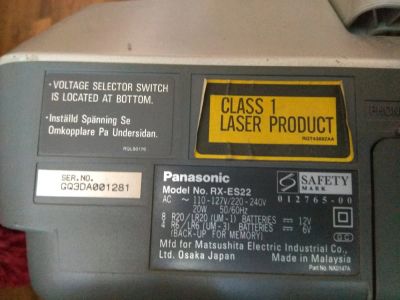 · VOLTAGE SELECTOR SWITCH
IS LOCATED AT BOTTOM.
· Inställd Spänning Se
Omkopplare Pa Undersidan.
RQLS0176
CLASS 1
LASER PRODUCT
SER.NO.
GQ3DA001281
Panasonic
Model No. RX-ES22
AC ~ 110-127V/220-240V
20W 50/60Hz
8 R20/LR20 (UM-1) BATTERIES = 12V
4 R6/LR6 (UM-3) BATTERIES = 6V
(BACK-UP FOR MEMORY)
Mfd for Matsushita Electric Industrial Co.,
Ltd. Osaka Japan
Made in Malaysia
S SAFETY
MARK
012765-00